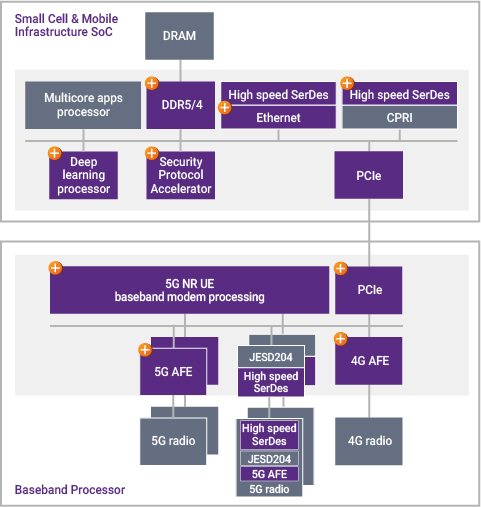 Small Cell & Mobile
Infrastructure SoC
DRAM
Multicore apps
processor
DDR5/4
High speed SerDes
Ethernet
High speed SerDes
CPRI
Deep
learning
processor
Security
Protocol
Accelerator
PCIe
5G NR UE
baseband modem processing
PCIe
5G AFE
JESD204
High speed
SerDes
4G AFE
5G radio
High speed
SerDes
JESD204
5G AFE
5G radio
4G radio
Baseband Processor